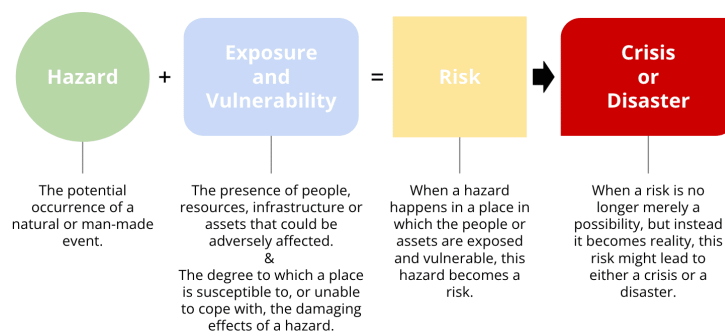 Hazard
+
Exposure
and
Vulnerability
=
Risk
Crisis
or
Disaster
The potential
occurrence of a
natural or man-made
event.
The presence of people,
resources, infrastructure or
assets that could be
adversely affected.
&
The degree to which a place
is susceptible to, or unable
to cope with, the damaging
effects of a hazard.
When a hazard
happens in a place in
which the people or
assets are exposed
and vulnerable, this
hazard becomes a
risk.
When a risk is no
longer merely a
possibility, but instead
it becomes reality, this
risk might lead to
either a crisis or a
disaster.